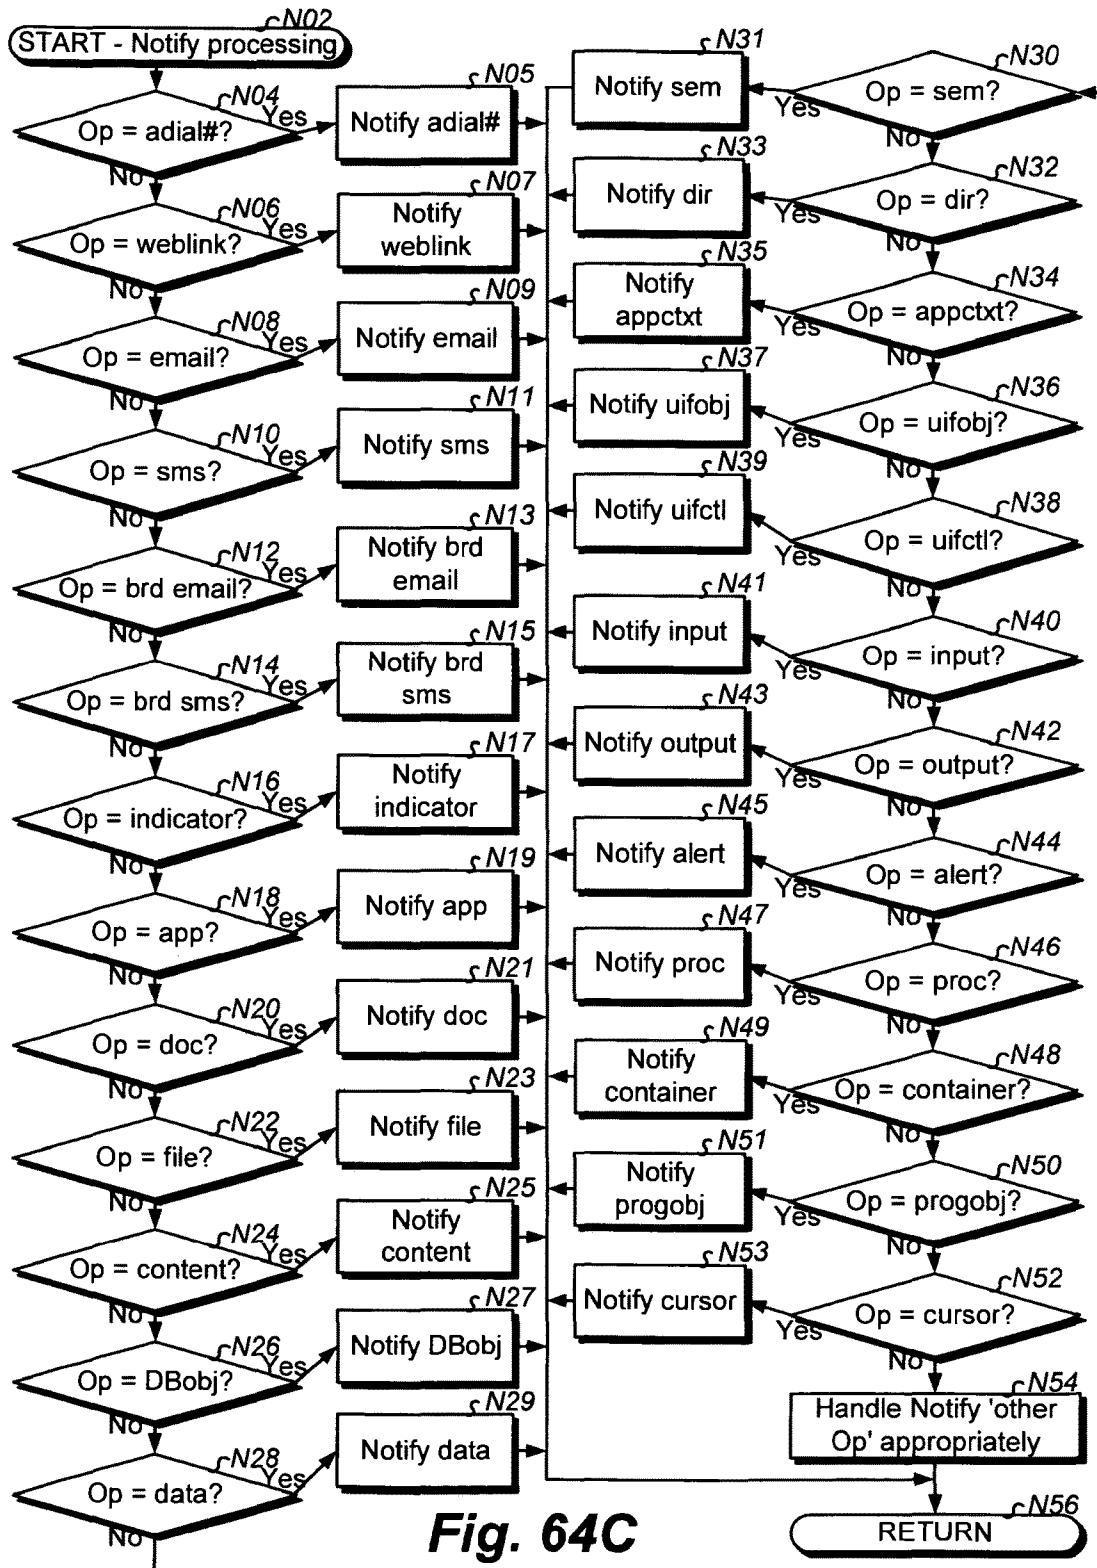 N02
START - Notify processing
N04
Op = adial#?
Yes
No
N05
Notify adial#
N06
Op = weblink?
Yes
No
N07
Notify
weblink
N08
Op = email?
Yes
No
N09
Notify email
N10
Op = sms?
Yes
No
N11
Notify sms
N12
Op = brd email?
Yes
No
N13
Notify brd
email
N14
Op = brd sms?
Yes
No
N15
Notify brd
sms
N16
Op = indicator?
Yes
No
N17
Notify
indicator
N18
Op = app?
Yes
No
N19
Notify app
N20
Op = doc?
Yes
No
N21
Notify doc
N22
Op = file?
Yes
No
N23
Notify file
N24
Op = content?
Yes
No
N25
Notify
content
N26
Op = DBobj?
Yes
No
N27
Notify DBobj
N28
Op = data?
Yes
No
N29
Notify data
N30
Op = sem?
Yes
No
N31
Notify sem
N32
Op = dir?
Yes
No
N33
Notify dir
N34
Op = appctxt?
Yes
No
N35
Notify
appctxt
N36
Op = uifobj?
Yes
No
N37
Notify uifobj
N38
Op = uifctl?
Yes
No
N39
Notify uifctl
N40
Op = input?
Yes
No
N41
Notify input
N42
Op = output?
Yes
No
N43
Notify output
N44
Op = alert?
Yes
No
N45
Notify alert
N46
Op = proc?
Yes
No
N47
Notify proc
N48
Op = container?
Yes
No
N49
Notify
container
N50
Op = progobj?
Yes
No
N51
Notify
progobj
N52
Op = cursor?
Yes
No
N53
Notify cursor
N54
Handle Notify 'other
Op' appropriately
N56
RETURN
Fig. 64C